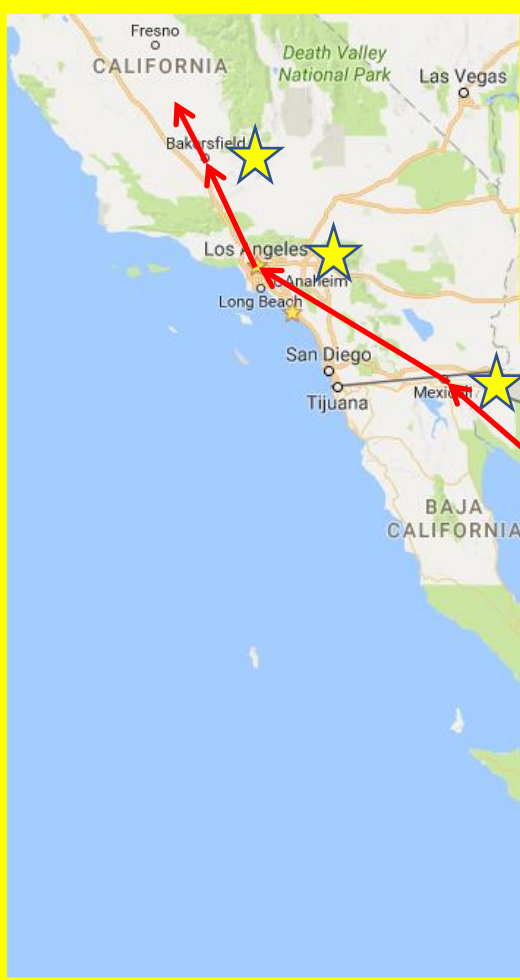 Fresno
CALIFORNIA
Death Valley
National Park
Las Vegas
Bakersfield
Los Angeles
Anaheim
Long Beach
San Diego
Mexicali
Tijuana
BAJA
CALIFORNIA